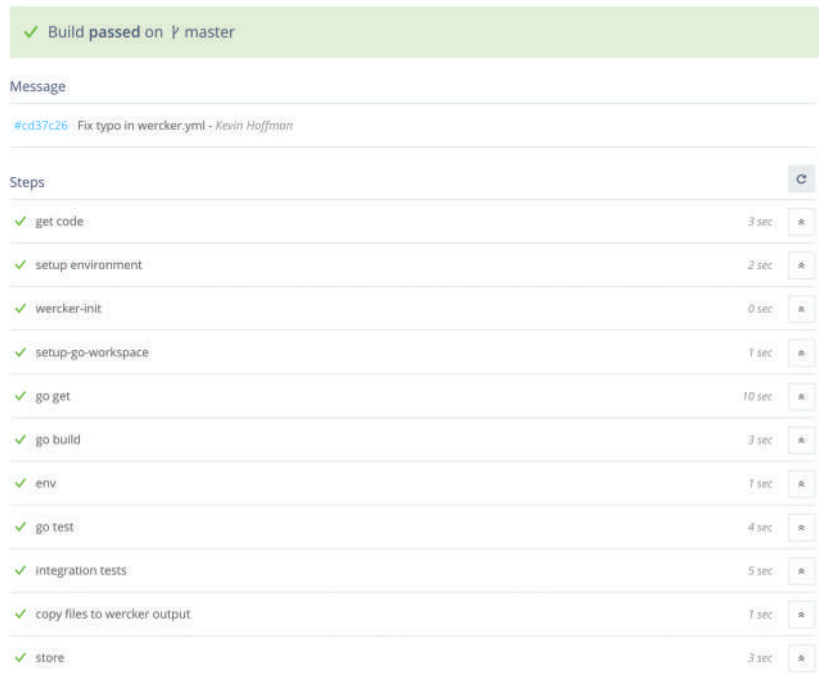 Build passed on master
Message
#cd37c26 Fix typo in wercker.yml - Kevin Hoffman
Steps
get code 3 sec
setup environment 2 sec
wercker-init 0 sec
setup-go-workspace 1 sec
go get 10 sec
go build 3 sec
env 1 sec
go test 4 sec
integration tests 5 sec
copy files to wercker output 1 sec
store 3 sec